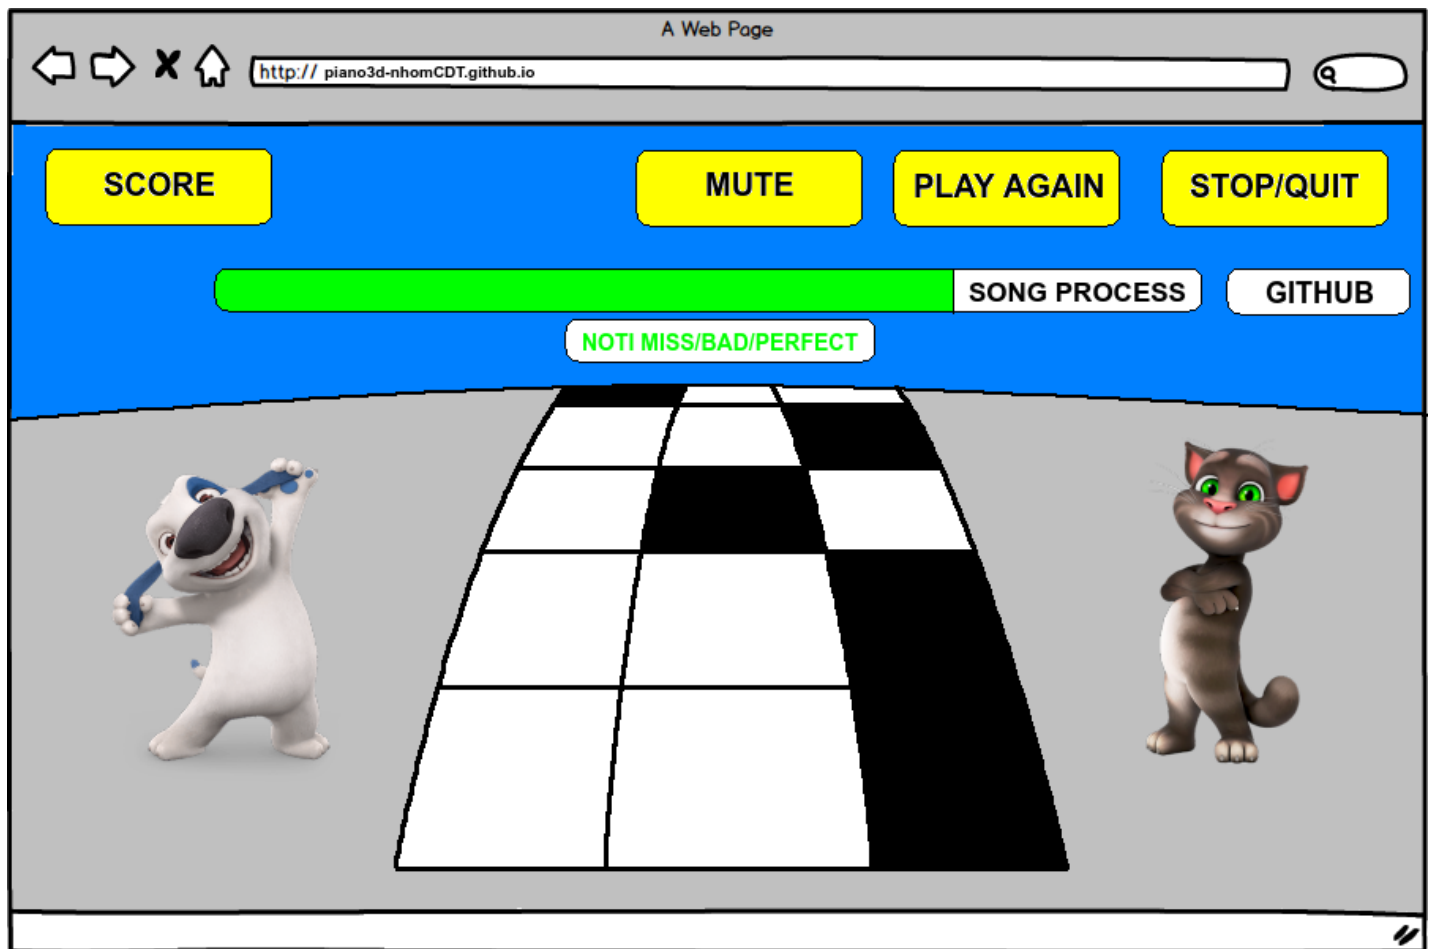 A Web Page
http:// piano3d-nhomCDT.github.io
SCORE
MUTE
PLAY AGAIN
STOP/QUIT
SONG PROCESS
GITHUB
NOTI MISS/BAD/PERFECT